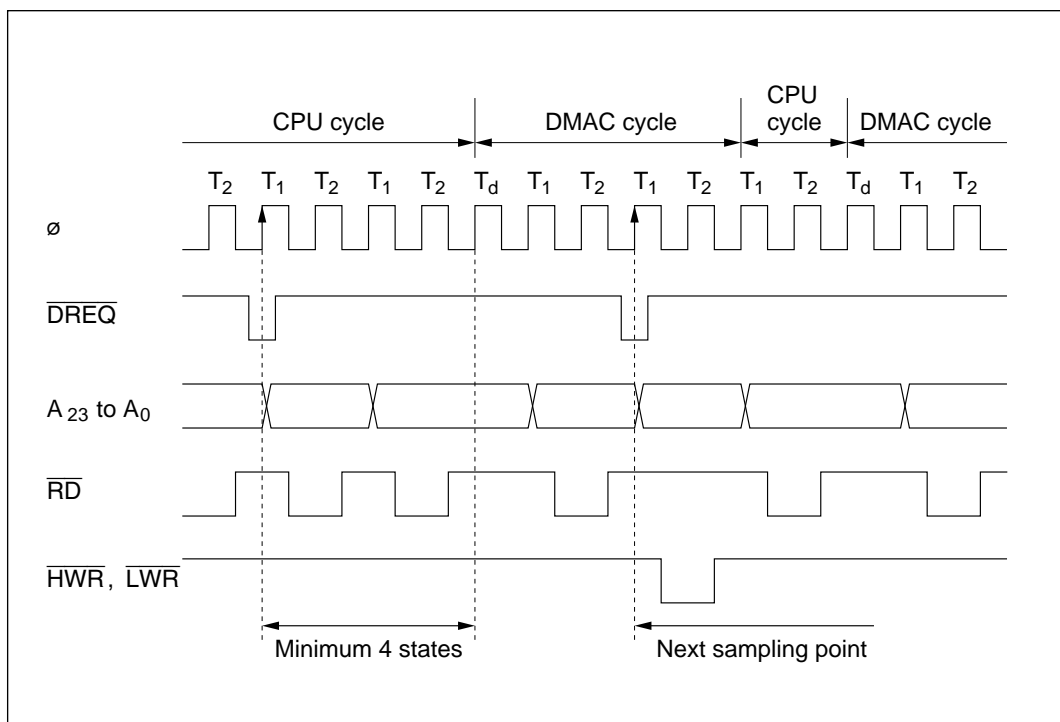 CPU cycle DMAC cycle CPU cycle DMAC cycle
T2 T1 T2 T1 T2 Td T1 T2 T1 T2 T1 T2 Td T1 T2
ø
DREQ
A23 to A0
RD
HWR, LWR
Minimum 4 states Next sampling point